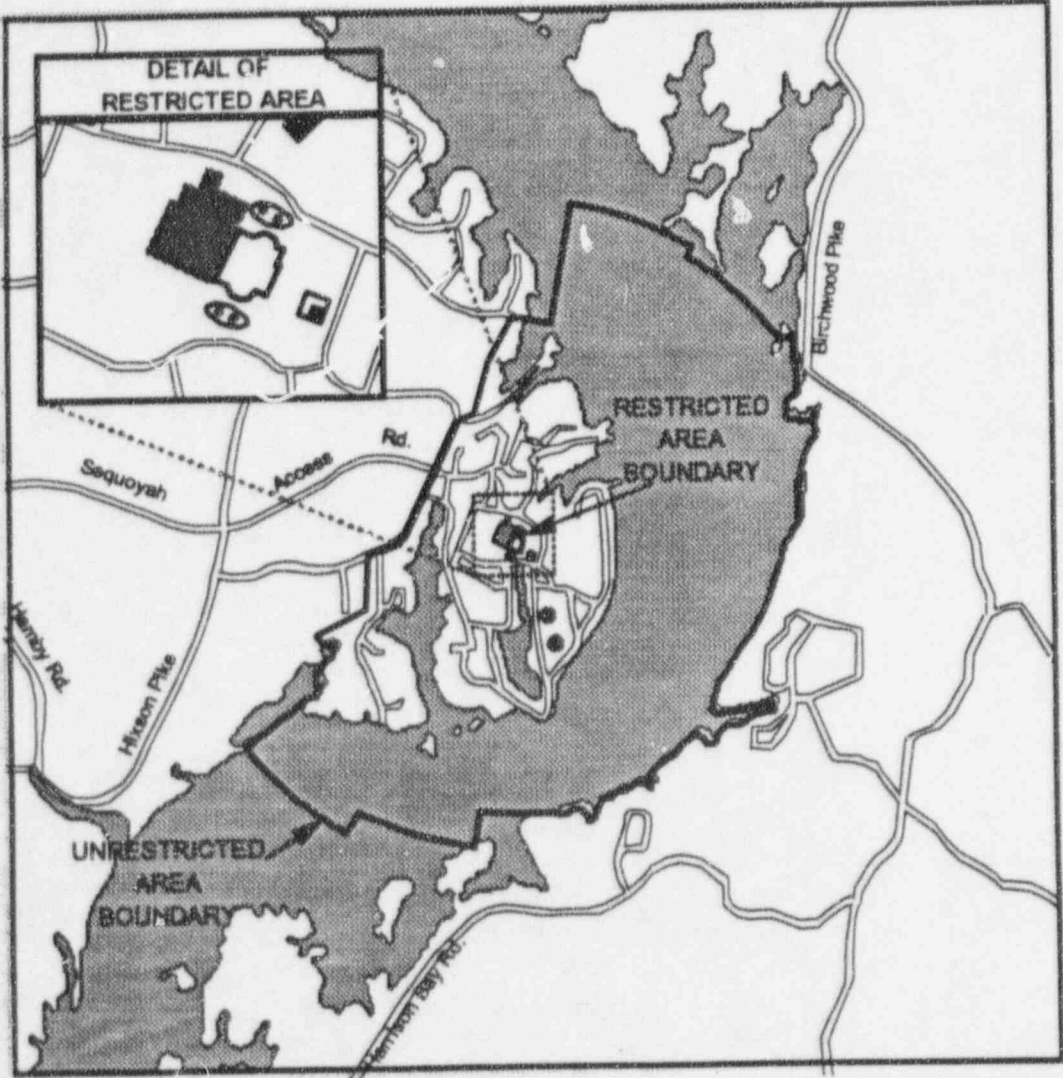 DETAIL OF
RESTRICTED AREA
Birchwood Pike
RESTRICTED
AREA
BOUNDARY
Sequoyah Access Rd.
Hamby Rd.
Hixson Pike
UNRESTRICTED
AREA
BOUNDARY
Harrison Bay Rd.